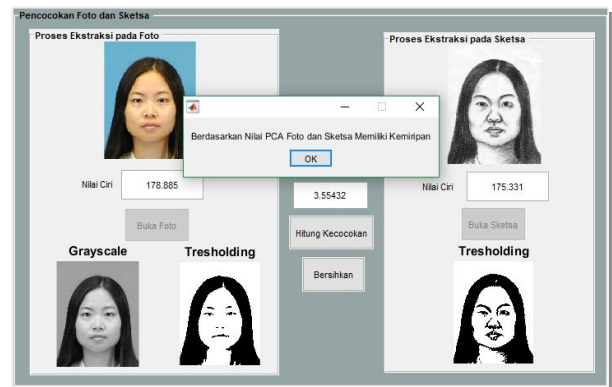 Pencocokan Foto dan Sketsa
Proses Ekstraksi pada Foto
Proses Ekstraksi pada Sketsa
Berdasarkan Nilai PCA Foto dan Sketsa Memiliki Kemiripan
OK
Nilai Ciri
178.885
3.55432
Nilai Ciri
175.331
Buka Foto
Hitung Kecocokan
Buka Sketsa
Grayscale
Tresholding
Tresholding
Bersihkan